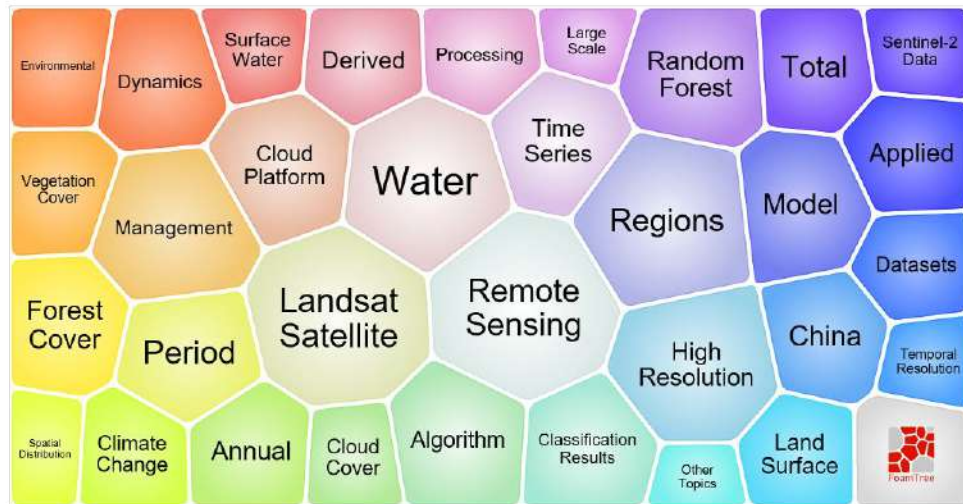 Environmental
Dynamics
Surface
Water
Derived
Processing
Large
Scale
Random
Forest
Total
Sentinel-2
Data
Vegetation
Cover
Management
Cloud
Platform
Water
Time
Series
Regions
Model
Applied
Datasets
Forest
Cover
Period
Landsat
Satellite
Remote
Sensing
High
Resolution
China
Temporal
Resolution
Spatial
Distribution
Climate
Change
Annual
Cloud
Cover
Algorithm
Classification
Results
Other
Topics
Land
Surface
FoamTree